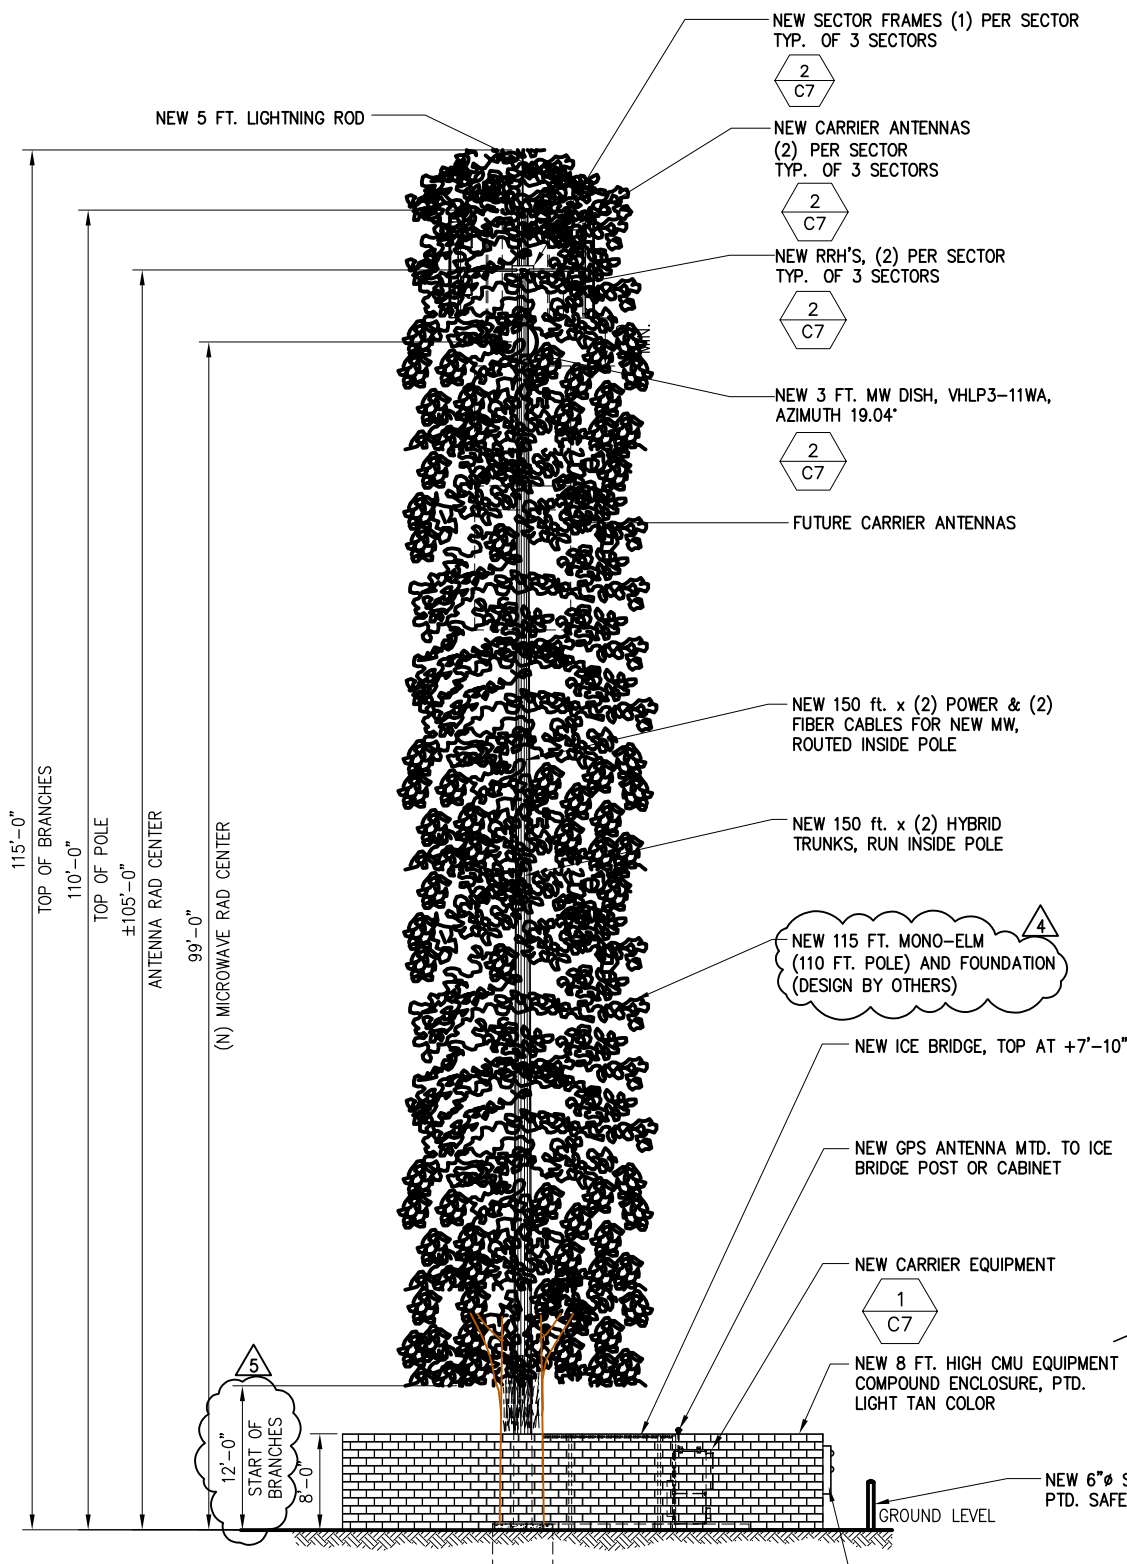 NEW SECTOR FRAMES (1) PER SECTOR
TYP. OF 3 SECTORS
2
C7
NEW 5 FT. LIGHTNING ROD
NEW CARRIER ANTENNAS
(2) PER SECTOR
TYP. OF 3 SECTORS
2
C7
NEW RRH'S, (2) PER SECTOR
TYP. OF 3 SECTORS
2
C7
NEW 3 FT. MW DISH, VHLP3-11WA,
AZIMUTH 19.04°
2
C7
FUTURE CARRIER ANTENNAS
NEW 150 ft. x (2) POWER & (2)
FIBER CABLES FOR NEW MW,
ROUTED INSIDE POLE
NEW 150 ft. x (2) HYBRID
TRUNKS, RUN INSIDE POLE
115'-0"
TOP OF BRANCHES
110'-0"
TOP OF POLE
±105'-0"
ANTENNA RAD CENTER
99'-0"
(N) MICROWAVE RAD CENTER
4
NEW 115 FT. MONO-ELM
(110 FT. POLE) AND FOUNDATION
(DESIGN BY OTHERS)
NEW ICE BRIDGE, TOP AT +7'-10"
NEW GPS ANTENNA MTD. TO ICE
BRIDGE POST OR CABINET
NEW CARRIER EQUIPMENT
1
C7
NEW 8 FT. HIGH CMU EQUIPMENT
COMPOUND ENCLOSURE, PTD.
LIGHT TAN COLOR
5
12'-0"
START OF
BRANCHES
8'-0"
NEW 6"ø S
PTD. SAFE
GROUND LEVEL